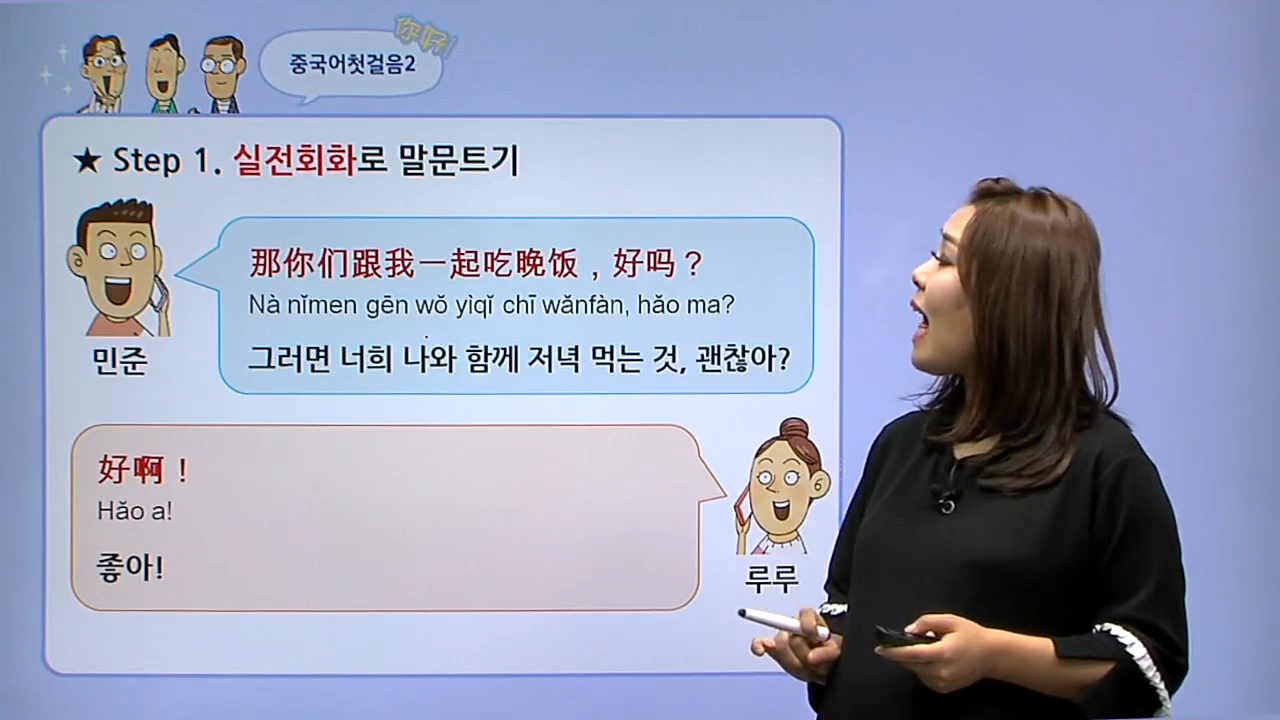 你好!
중국어첫걸음2
★ Step 1. 실전회화로 말문트기
那你们跟我一起吃晚饭，好吗？
Nà nǐmen gēn wǒ yìqǐ chī wǎnfàn, hǎo ma?
그러면 너희 나와 함께 저녁 먹는 것, 괜찮아?
민준
好啊！
Hǎo a!
좋아!
루루